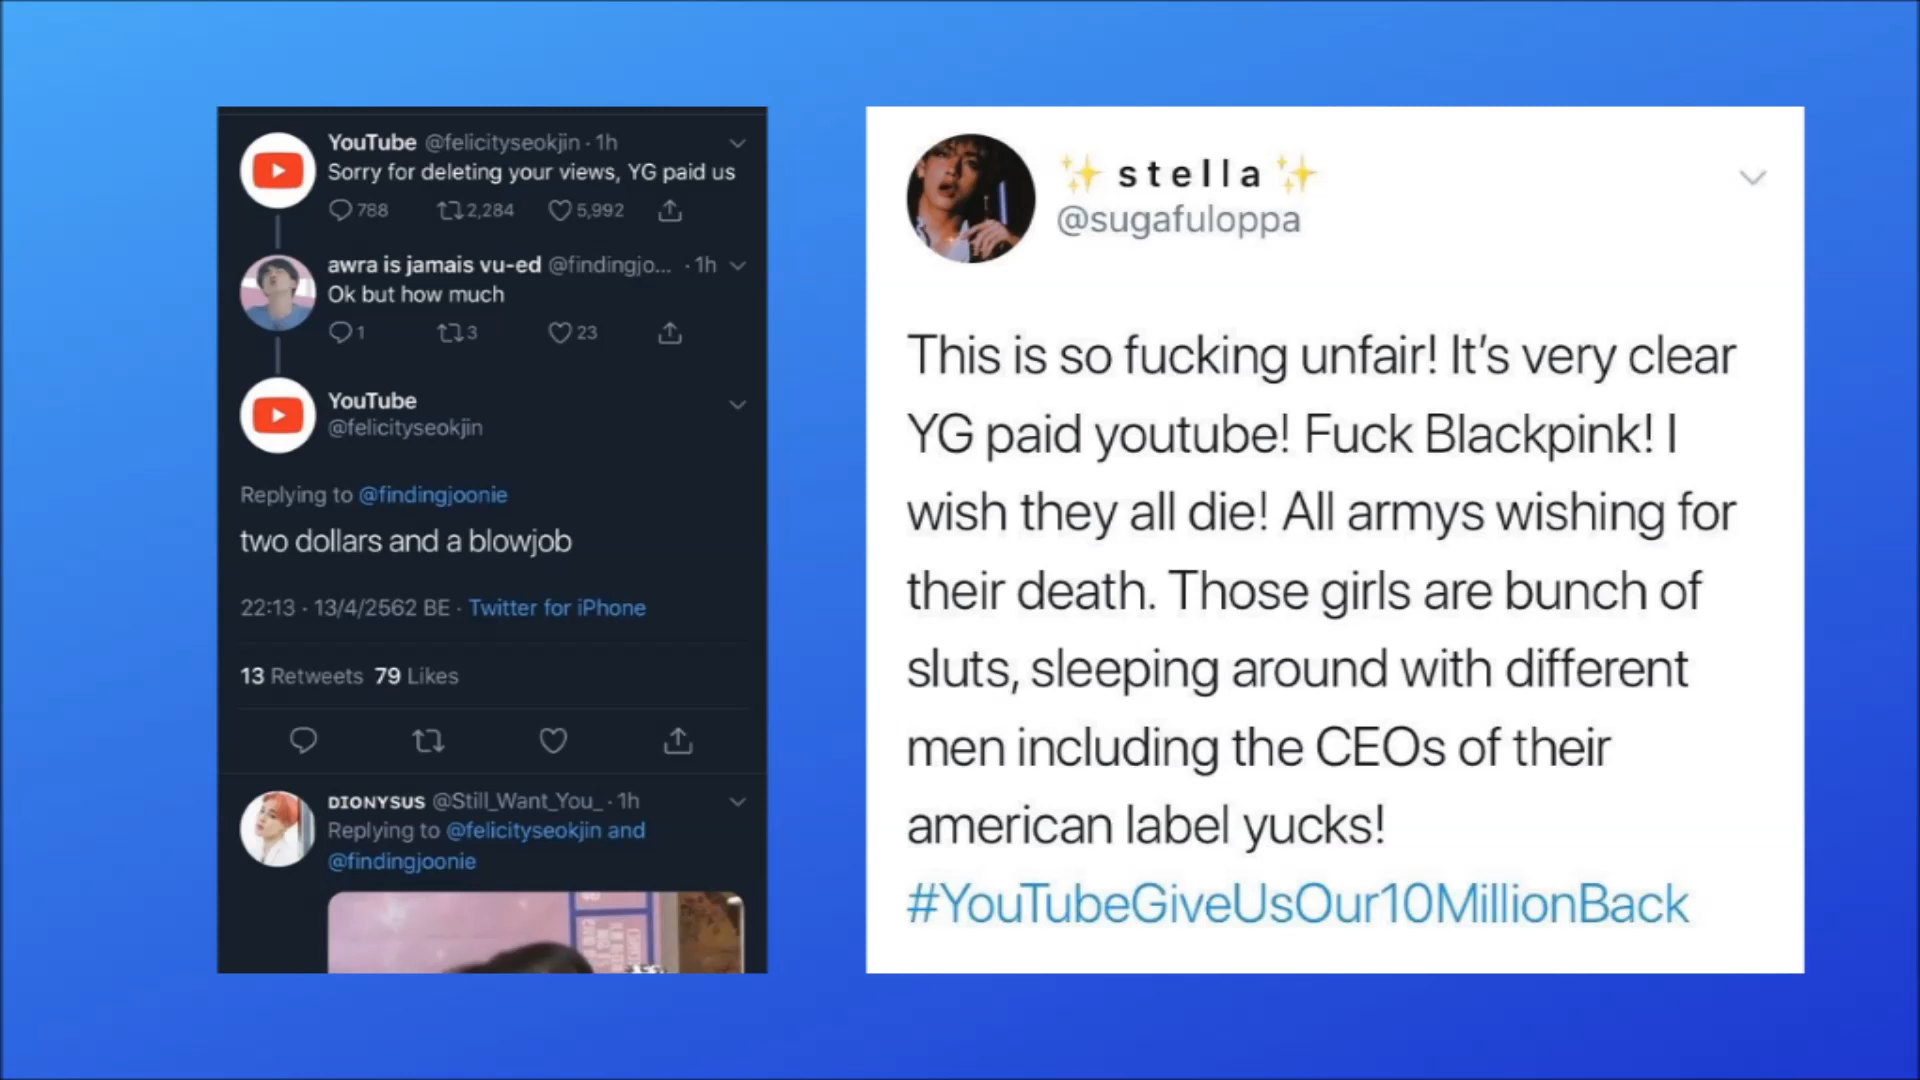 YouTube @felicityseokjin · 1h
Sorry for deleting your views, YG paid us
788 2,284 5,992
awra is jamais vu-ed @findingjo... · 1h
Ok but how much
1 3 23
YouTube
@felicityseokjin
Replying to @findingjoonie
two dollars and a blowjob
22:13 · 13/4/2562 BE · Twitter for iPhone
13 Retweets 79 Likes
DIONYSUS @Still_Want_You_ · 1h
Replying to @felicityseokjin and
@findingjoonie
✨ s t e l l a ✨
@sugafuloppa
This is so fucking unfair! It’s very clear
YG paid youtube! Fuck Blackpink! I
wish they all die! All armys wishing for
their death. Those girls are bunch of
sluts, sleeping around with different
men including the CEOs of their
american label yucks!
#YouTubeGiveUsOur10MillionBack